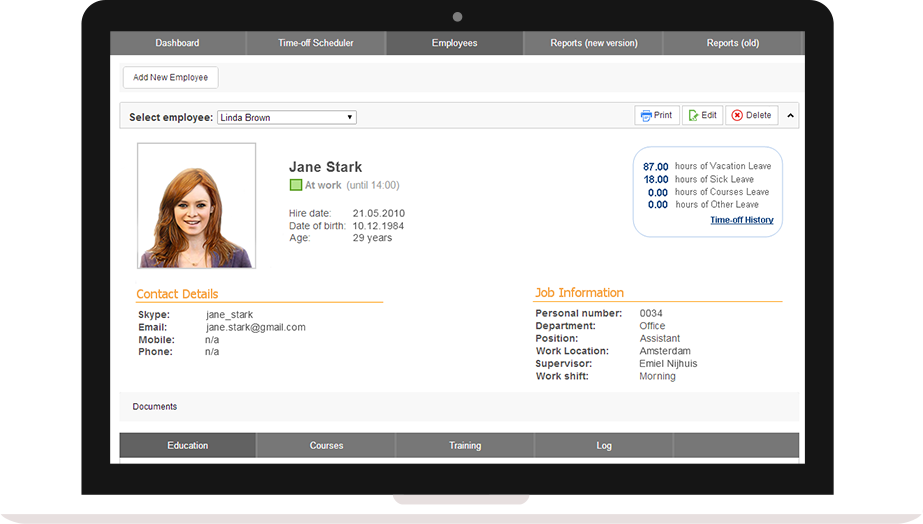 Dashboard Time-off Scheduler Employees Reports (new version) Reports (old)
Add New Employee
Select employee: Linda Brown Print Edit Delete
Jane Stark
At work (until 14:00)
Hire date: 21.05.2010
Date of birth: 10.12.1984
Age: 29 years
87.00 hours of Vacation Leave
18.00 hours of Sick Leave
0.00 hours of Courses Leave
0.00 hours of Other Leave
Time-off History
Contact Details
Skype: jane_stark
Email: jane.stark@gmail.com
Mobile: n/a
Phone: n/a
Job Information
Personal number: 0034
Department: Office
Position: Assistant
Work Location: Amsterdam
Supervisor: Emiel Nijhuis
Work shift: Morning
Documents
Education Courses Training Log